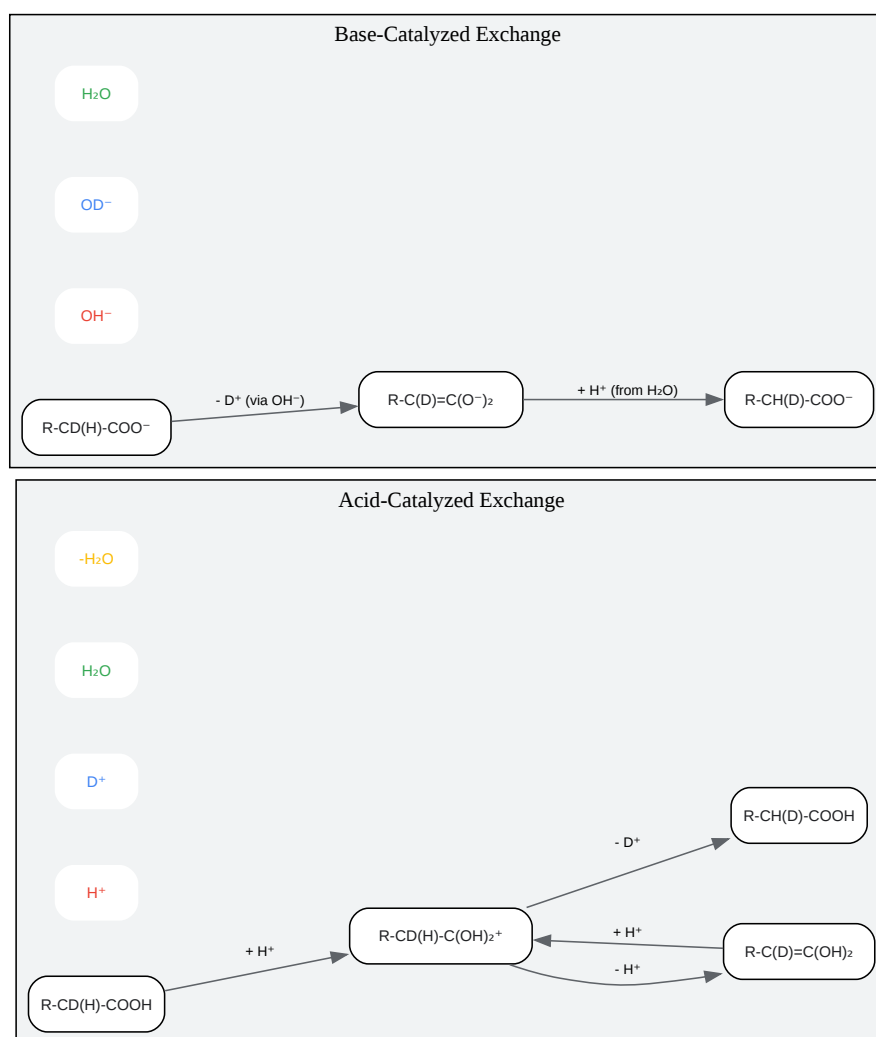 Base-Catalyzed Exchange
H₂O
OD⁻
OH⁻
R-CD(H)-COO⁻
- D⁺ (via OH⁻)
R-C(D)=C(O⁻)₂
+ H⁺ (from H₂O)
R-CH(D)-COO⁻
Acid-Catalyzed Exchange
-H₂O
H₂O
D⁺
H⁺
R-CD(H)-COOH
+ H⁺
R-CD(H)-C(OH)₂⁺
- D⁺
R-CH(D)-COOH
+ H⁺
- H⁺
R-C(D)=C(OH)₂